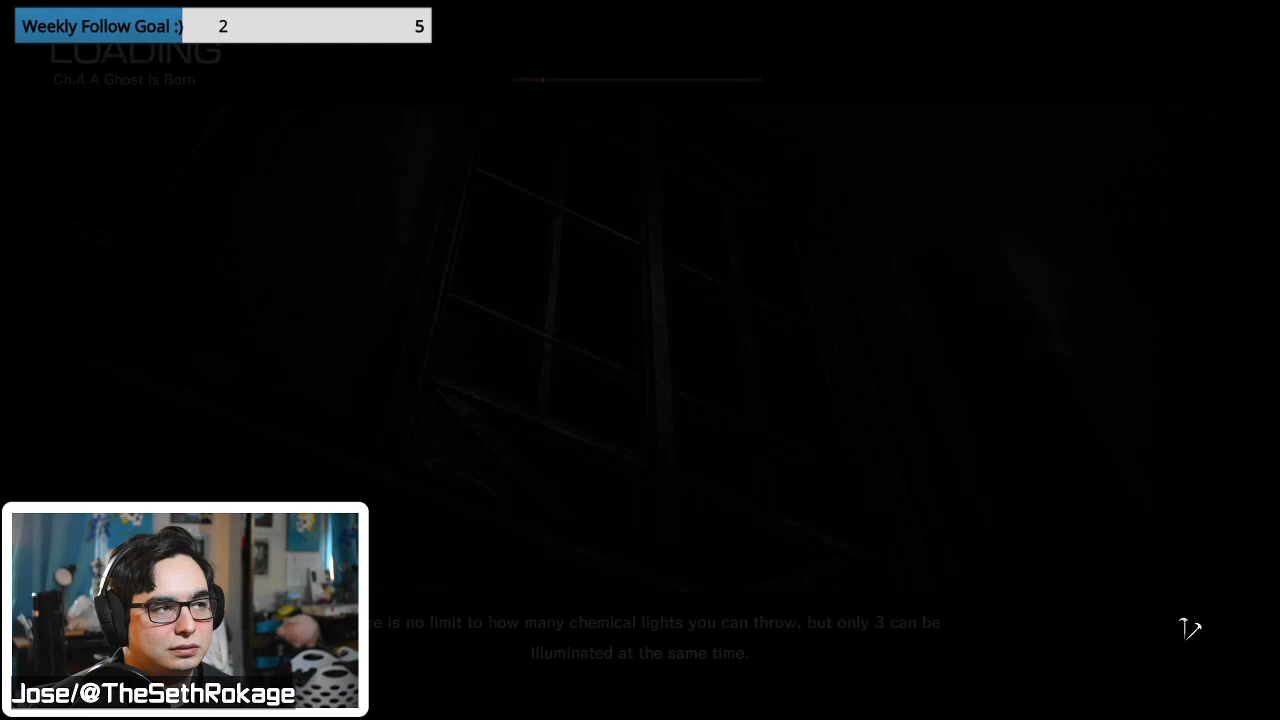 Weekly Follow Goal :) 2 5
LOADING
Ch.4 A Ghost Is Born
re is no limit to how many chemical lights you can throw, but only 3 can be
illuminated at the same time.
Jose/@TheSethRokage